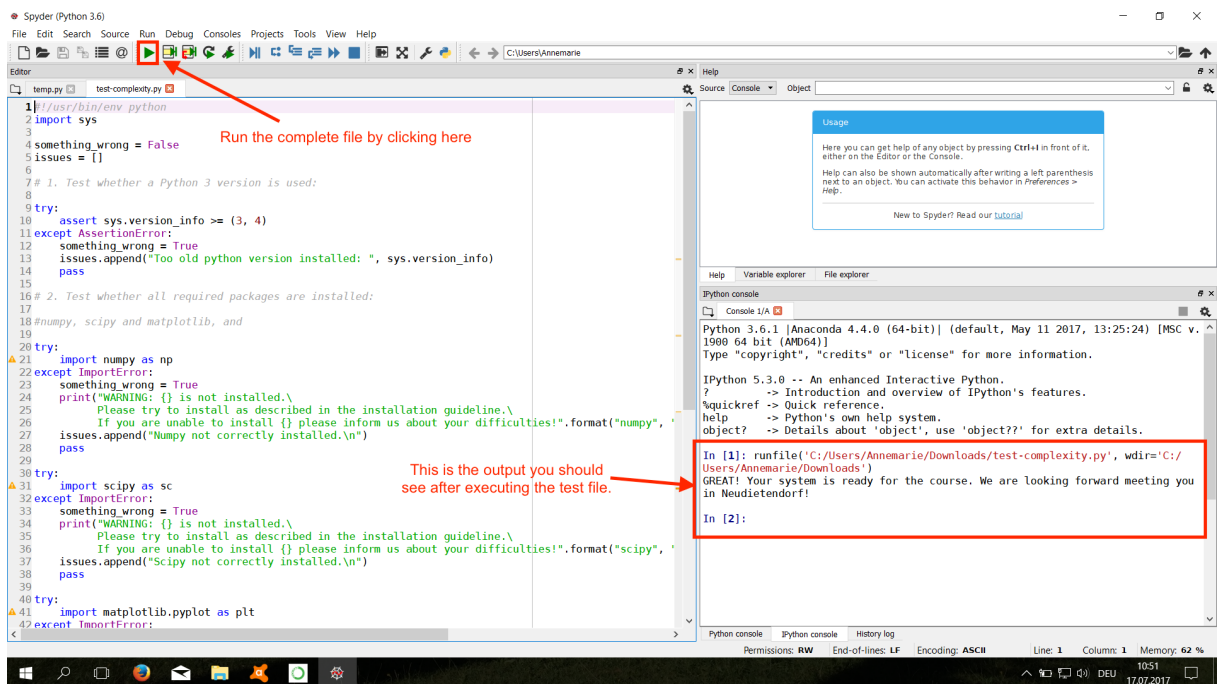 Spyder (Python 3.6)
File Edit Search Source Run Debug Consoles Projects Tools View Help
C:\Users\Annemarie
Editor
temp.py
test-complexity.py
1 #!/usr/bin/env python
2 import sys
3
4 something_wrong = False
5 issues = []
6
7 # 1. Test whether a Python 3 version is used:
8
9 try:
10 assert sys.version_info >= (3, 4)
11 except AssertionError:
12 something_wrong = True
13 issues.append("Too old python version installed: ", sys.version_info)
14 pass
15
16 # 2. Test whether all required packages are installed:
17
18 #numpy, scipy and matplotlib, and
19
20 try:
21 import numpy as np
22 except ImportError:
23 something_wrong = True
24 print("WARNING: {} is not installed.\
25 Please try to install as described in the installation guideline.\
26 If you are unable to install {} please inform us about your difficulties!".format("numpy", "
27 issues.append("Numpy not correctly installed.\n")
28 pass
29
30 try:
31 import scipy as sc
32 except ImportError:
33 something_wrong = True
34 print("WARNING: {} is not installed.\
35 Please try to install as described in the installation guideline.\
36 If you are unable to install {} please inform us about your difficulties!".format("scipy", "
37 issues.append("Scipy not correctly installed.\n")
38 pass
39
40 try:
41 import matplotlib.pyplot as plt
42 except ImportError:
Run the complete file by clicking here
This is the output you should
see after executing the test file.
Help
Source Console Object
Usage
Here you can get help of any object by pressing Ctrl+I in front of it,
either on the Editor or the Console.
Help can also be shown automatically after writing a left parenthesis
next to an object. You can activate this behavior in Preferences >
Help.
New to Spyder? Read our tutorial
Help Variable explorer File explorer
IPython console
Console 1/A
Python 3.6.1 |Anaconda 4.4.0 (64-bit)| (default, May 11 2017, 13:25:24) [MSC v.
1900 64 bit (AMD64)]
Type "copyright", "credits" or "license" for more information.
IPython 5.3.0 -- An enhanced Interactive Python.
? -> Introduction and overview of IPython's features.
%quickref -> Quick reference.
help -> Python's own help system.
object? -> Details about 'object', use 'object??' for extra details.
In [1]: runfile('C:/Users/Annemarie/Downloads/test-complexity.py', wdir='C:/
Users/Annemarie/Downloads')
GREAT! Your system is ready for the course. We are looking forward meeting you
in Neudietendorf!
In [2]:
Python console IPython console History log
Permissions: RW End-of-lines: LF Encoding: ASCII Line: 1 Column: 1 Memory: 62 %
DEU
10:51
17.07.2017